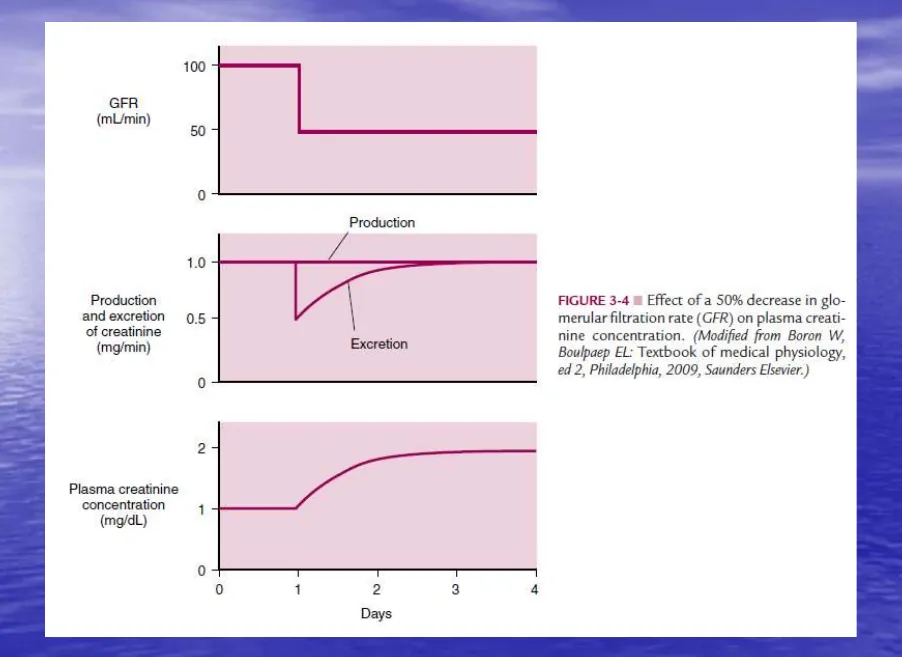 100
GFR
(mL/min)
50
0
Production
1.0
Production
and excretion
of creatinine
(mg/min)
0.5
Excretion
0
FIGURE 3-4 ■ Effect of a 50% decrease in glo-
merular filtration rate (GFR) on plasma creati-
nine concentration. (Modified from Boron W,
Boulpaep EL: Textbook of medical physiology,
ed 2, Philadelphia, 2009, Saunders Elsevier.)
2
Plasma creatinine
concentration
(mg/dL)
1
0
0 1 2 3 4
Days